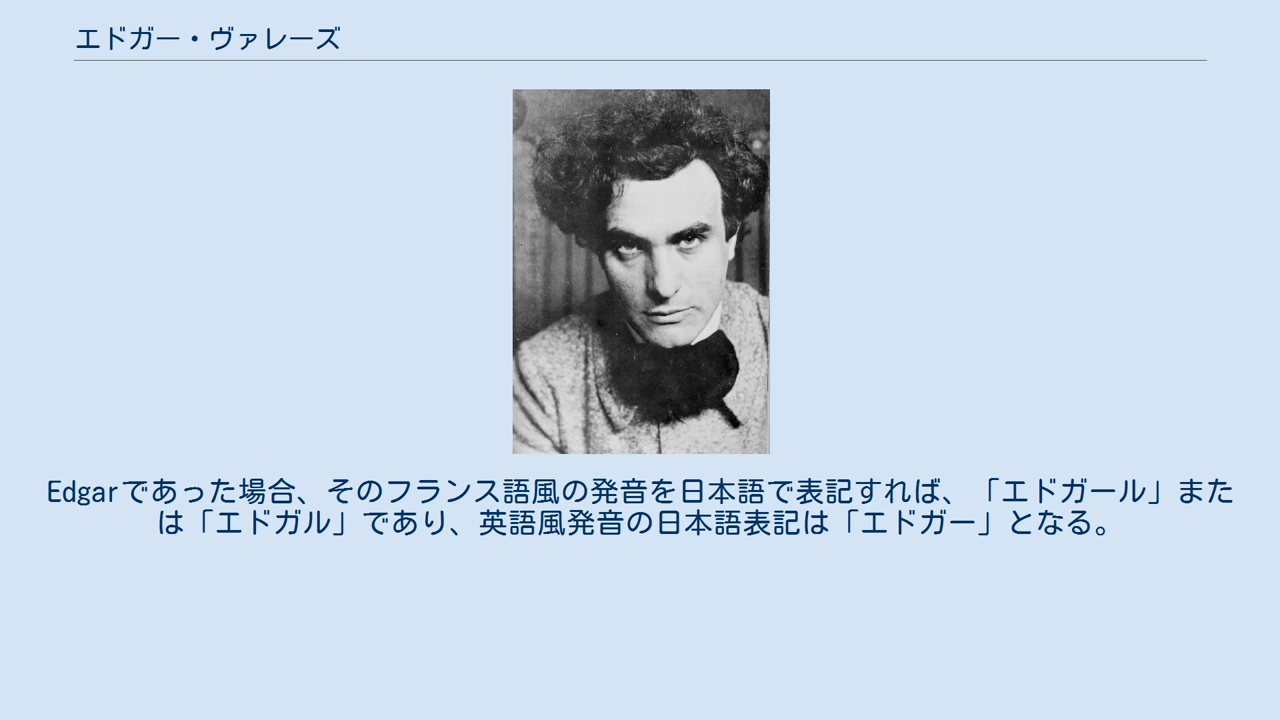 エドガー・ヴァレーズ
Edgarであった場合、そのフランス語風の発音を日本語で表記すれば、「エドガール」また
は「エドガル」であり、英語風発音の日本語表記は「エドガー」となる。